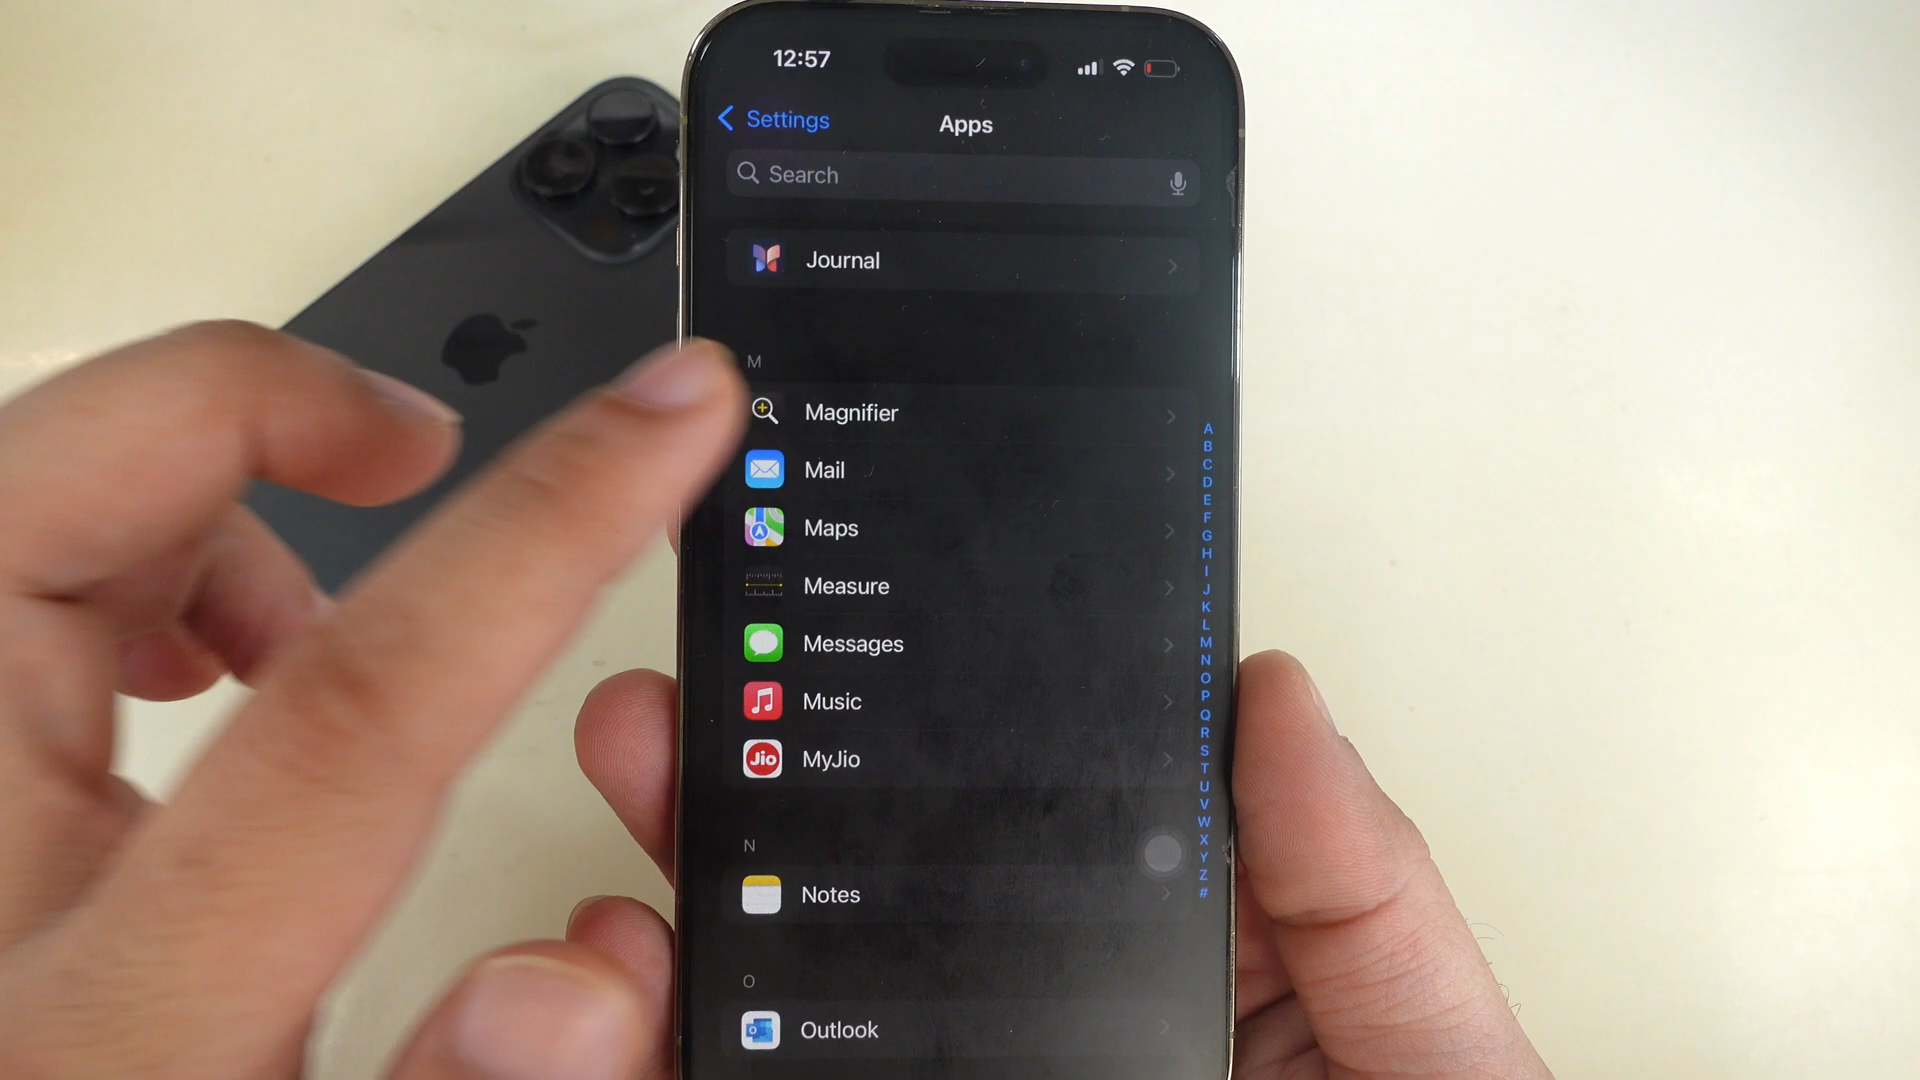 12:57
Settings
Apps
Search
Journal
M
Magnifier
Mail
Maps
Measure
Messages
Music
Jio
MyJio
N
Notes
O
Outlook
A
B
C
D
E
F
G
H
I
J
K
L
M
N
O
P
Q
R
S
T
U
V
W
X
Y
Z
#